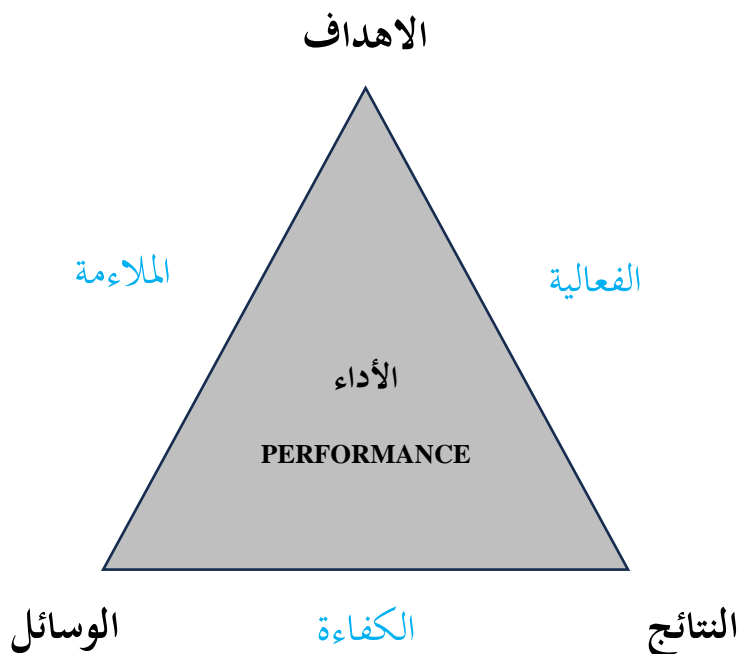 الاهداف
الملاءمة
الفعالية
الأداء
PERFORMANCE
الوسائل
الكفاءة
النتائج